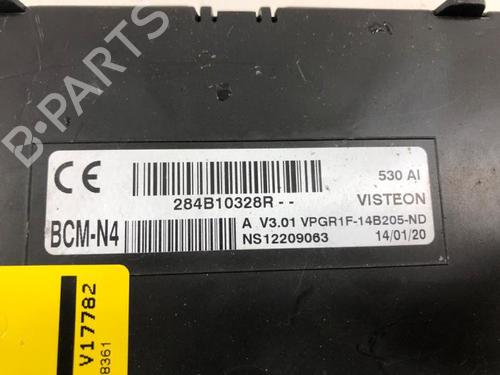 B-PARTS
CE
530 AI
284B10328R--
VISTEON
BCM-N4
A V3.01 VPGR1F-14B205-ND
NS12209063
14/01/20
V17782
8361